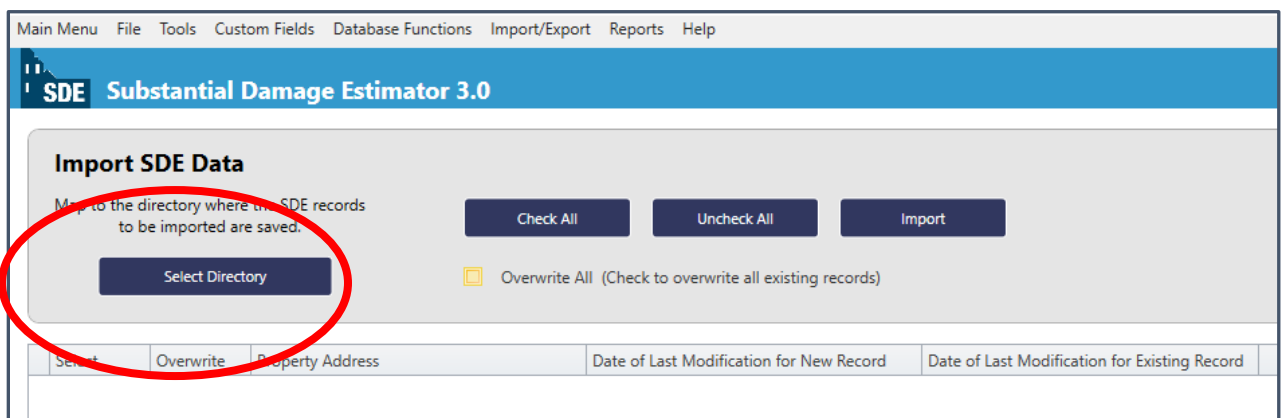 Main Menu File Tools Custom Fields Database Functions Import/Export Reports Help
SDE Substantial Damage Estimator 3.0
Import SDE Data
Map to the directory where the SDE records
to be imported are saved.
Check All Uncheck All Import
Select Directory
Overwrite All (Check to overwrite all existing records)
Select Overwrite Property Address Date of Last Modification for New Record Date of Last Modification for Existing Record